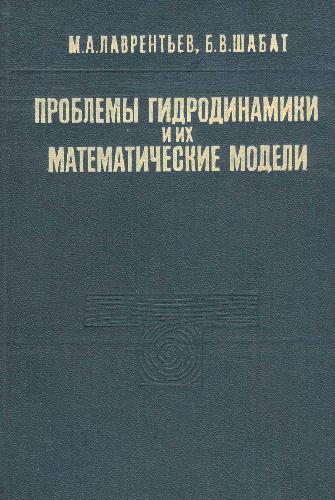 М.А.ЛАВРЕНТЬЕВ, Б.В.ШАБАТ
ПРОБЛЕМЫ ГИДРОДИНАМИКИ
И ИХ
МАТЕМАТИЧЕСКИЕ МОДЕЛИ